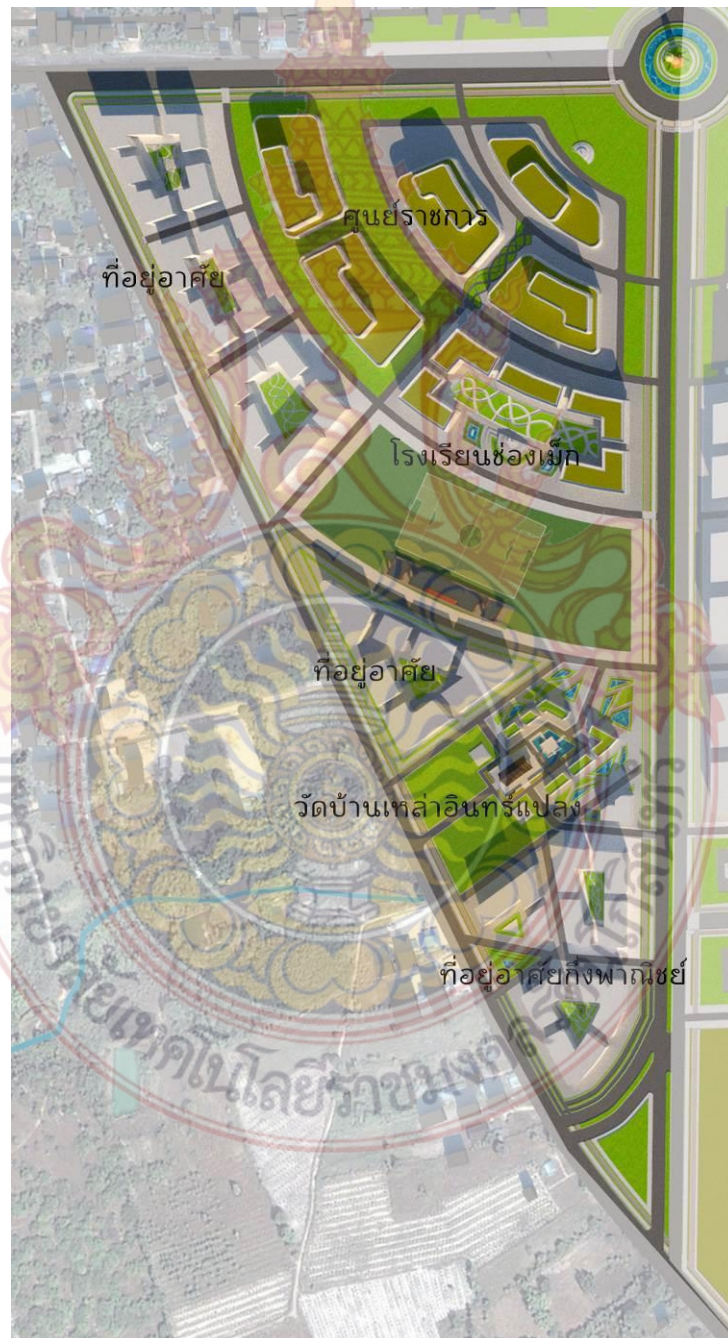 ศูนย์ราชการ
ที่อยู่อาศัย
โรงเรียนช่องเม็ก
ที่อยู่อาศัย
วัดบ้านเหล่าอินทร์แปลง
ที่อยู่อาศัยกึ่งพาณิชย์